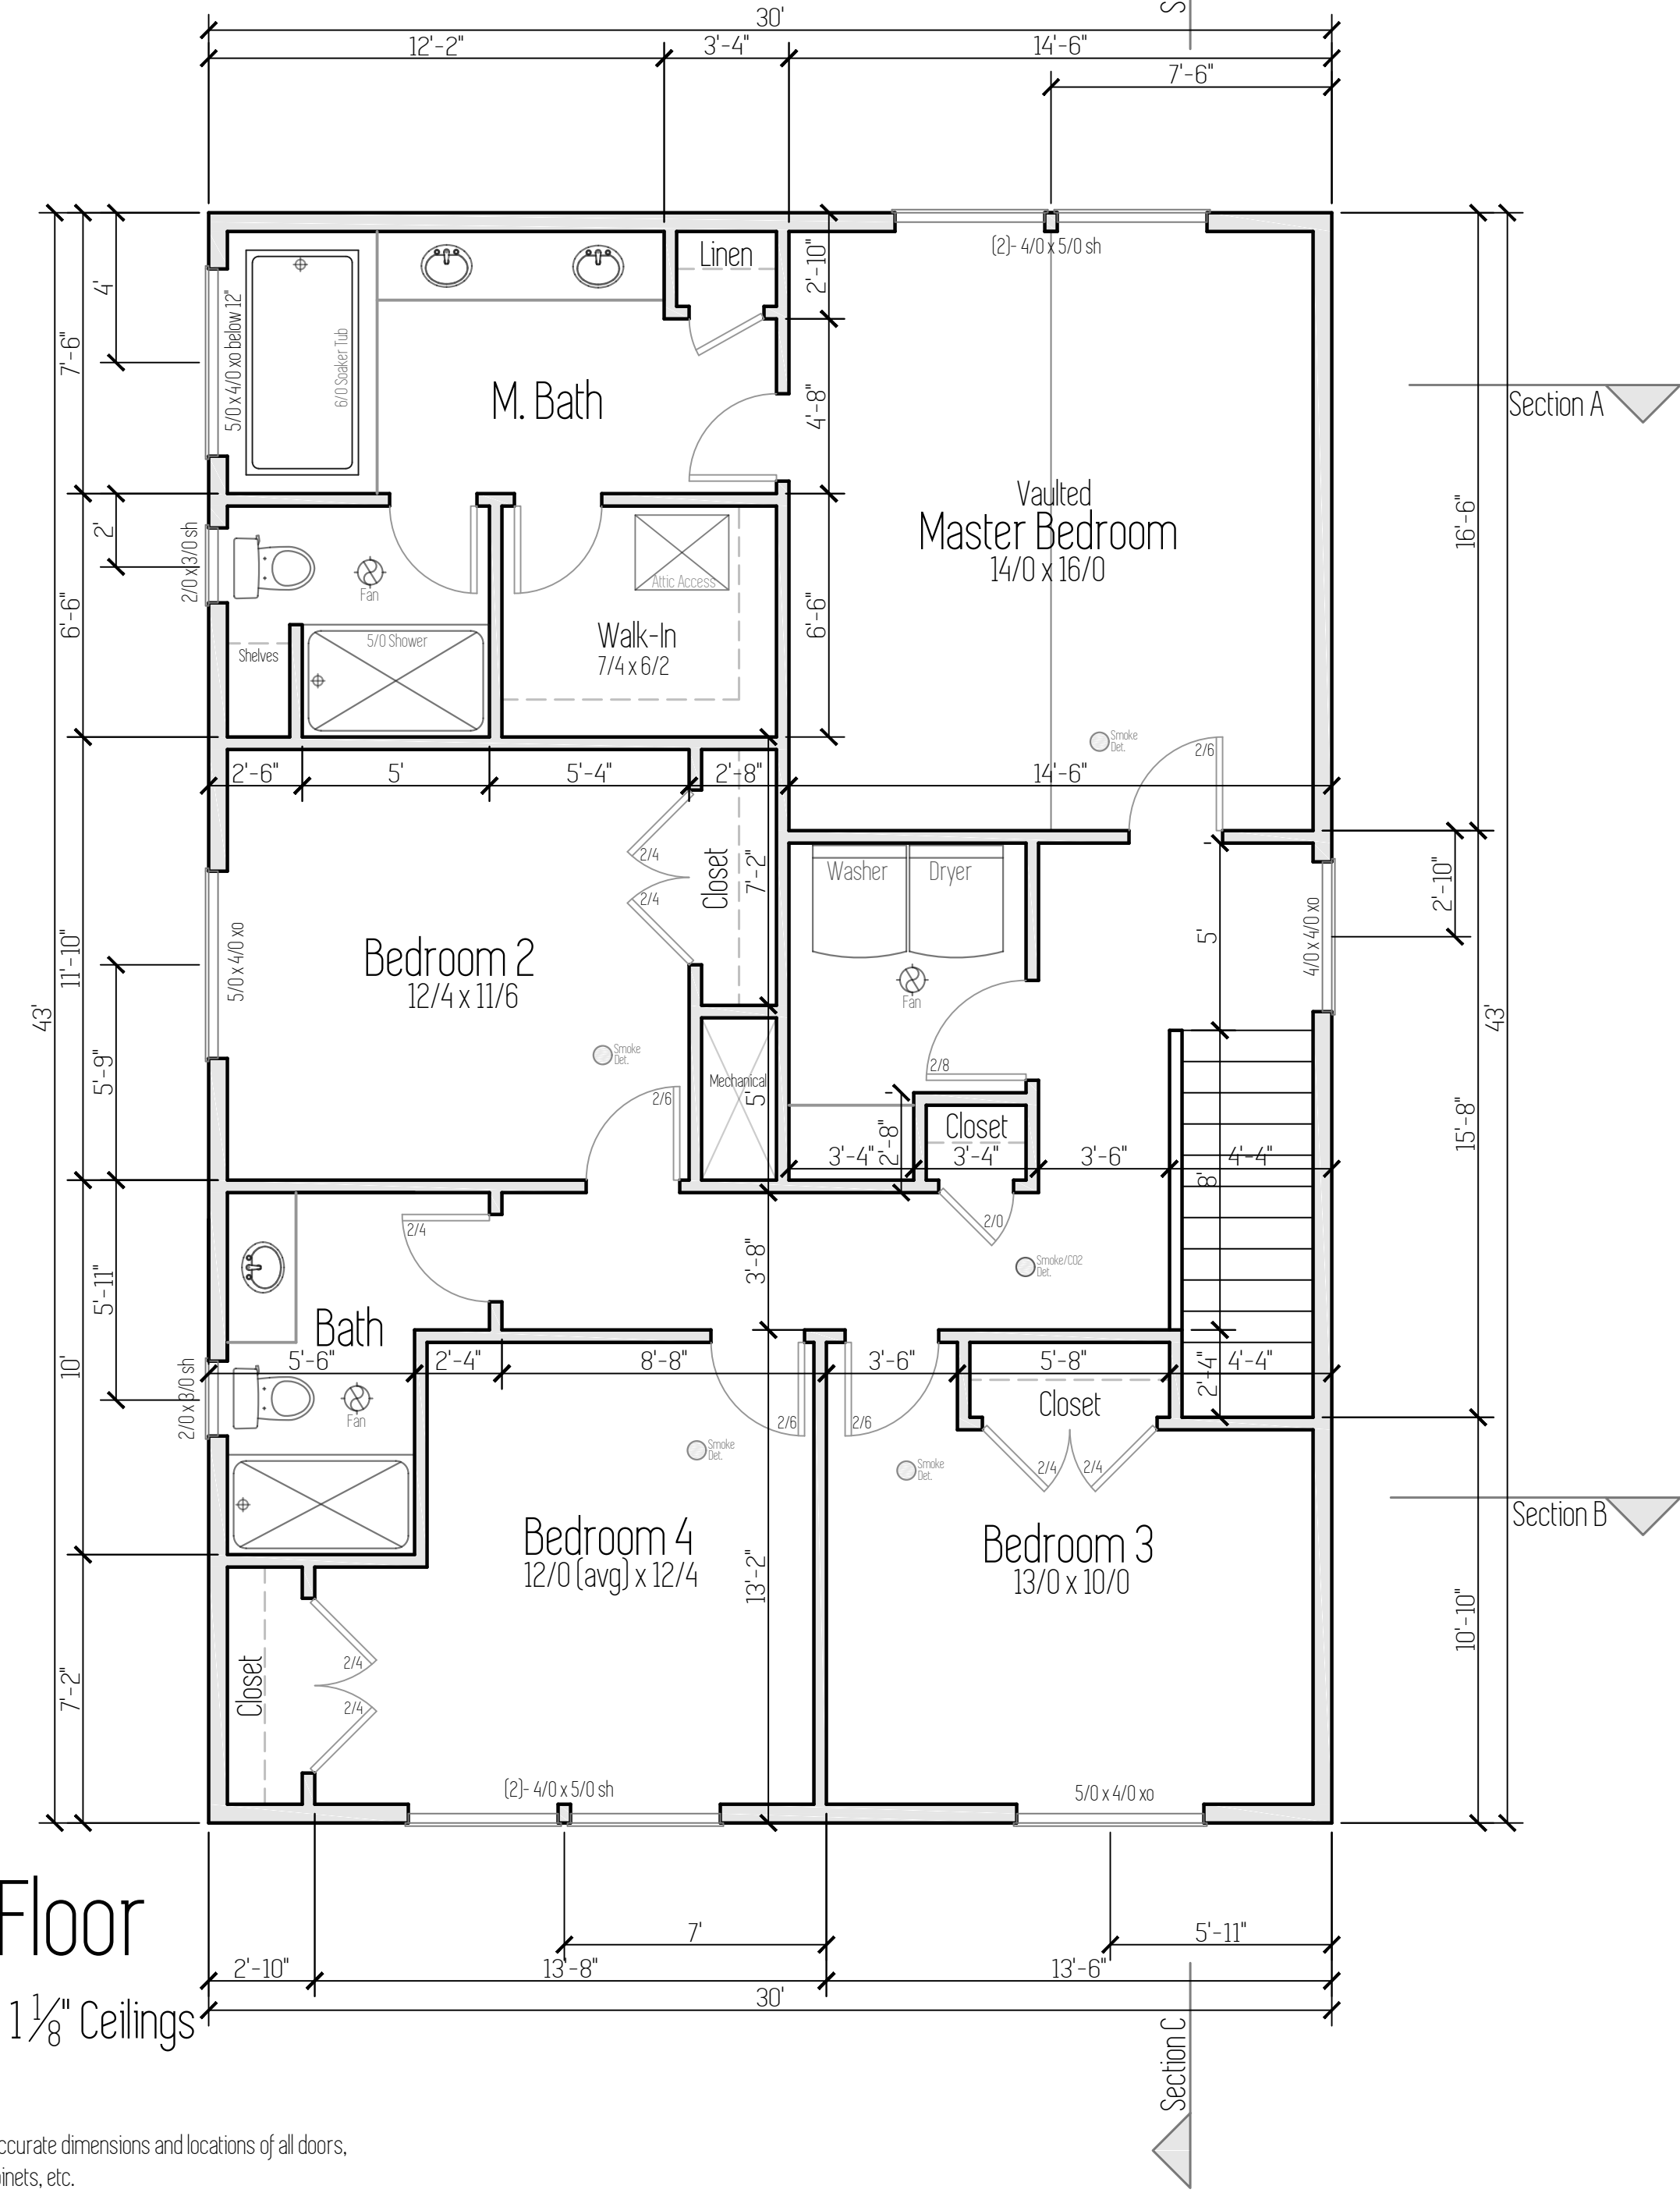 S
30'
12'-2"
3'-4"
14'-6"
7'-6"
Linen
2'-10"
(2)- 4/0 x 5/0 sh
4'
7'-6"
5/0 x 4/0 xo below 12"
6/0 Soaker Tub
M. Bath
4'-8"
Section A
Vaulted
Master Bedroom
14/0 x 16/0
16'-6"
2'
2/0 x 3/0 sh
Fan
Attic Access
6'-6"
6'-6"
Shelves
5/0 Shower
Walk-In
7/4 x 6/2
Smoke
Det.
2/6
2'-6"
5'
5'-4"
2'-8"
14'-6"
2/4
2/4
Closet
7'-2"
Washer
Dryer
2'-10"
5'
4/0 x 4/0 xo
Bedroom 2
12/4 x 11/6
5/0 x 4/0 xo
11'-10"
43'
43'
Fan
Smoke
Det.
5'-9"
2/6
Mechanical
5'
2/8
Closet
2'-8"
3'-4"
3'-4"
3'-6"
4'-4"
8'
15'-8"
2/4
2/0
3'-8"
Smoke/CO2
Det.
5'-11"
Bath
10'
5'-6"
2'-4"
8'-8"
3'-6"
5'-8"
2'-4"
4'-4"
2/0 x 3/0 sh
Fan
Closet
2/6
2/6
Smoke
Det.
Smoke
Det.
2/4
2/4
Section B
Bedroom 4
12/0 (avg) x 12/4
13'-2"
Bedroom 3
13/0 x 10/0
10'-10"
7'-2"
Closet
2/4
2/4
(2)- 4/0 x 5/0 sh
5/0 x 4/0 xo
Floor
7'
5'-11"
2'-10"
13'-8"
13'-6"
30'
1 1/8" Ceilings
Section C
ccurate dimensions and locations of all doors,
inets, etc.